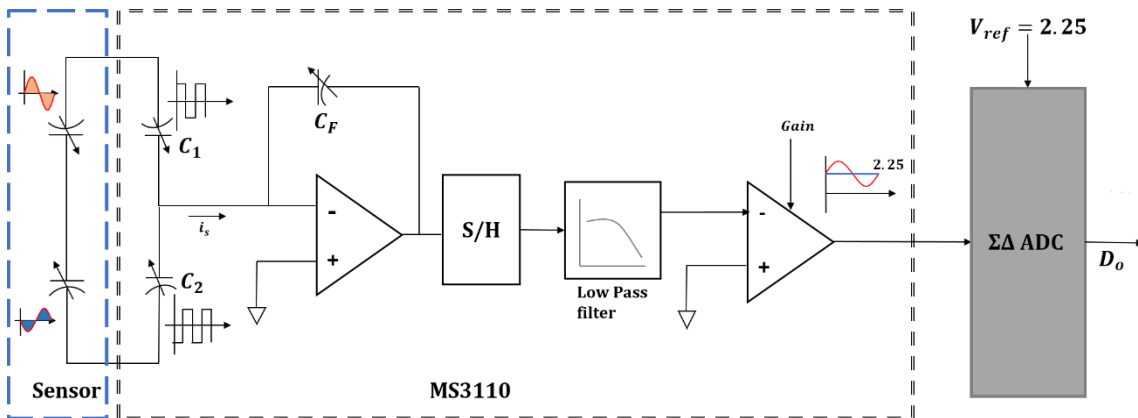 V_ref = 2.25
C_1
C_F
Gain
2.25
-
+
i_s
S/H
-
+
ΣΔ ADC
D_o
C_2
Low Pass
filter
Sensor
MS3110